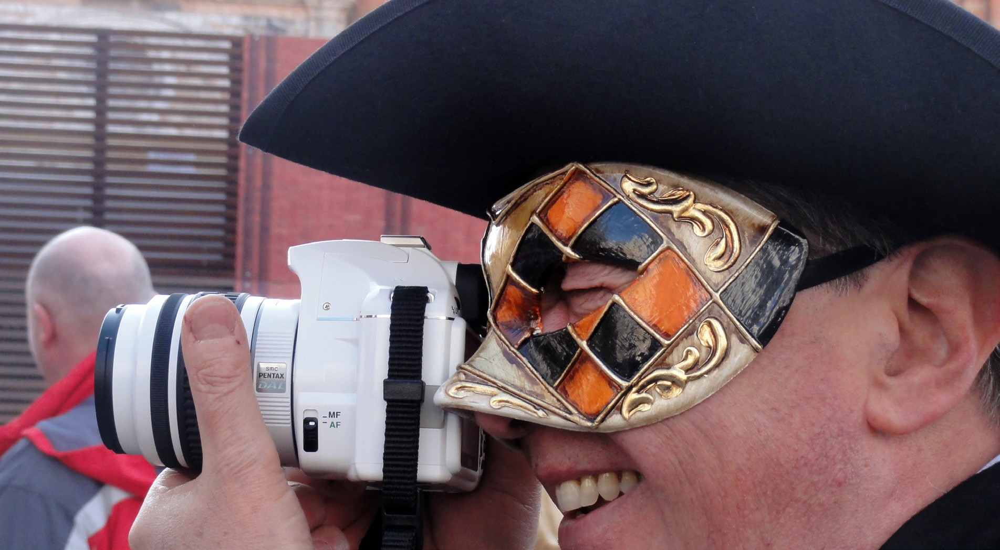 smc
PENTAX
DAL
MF
AF